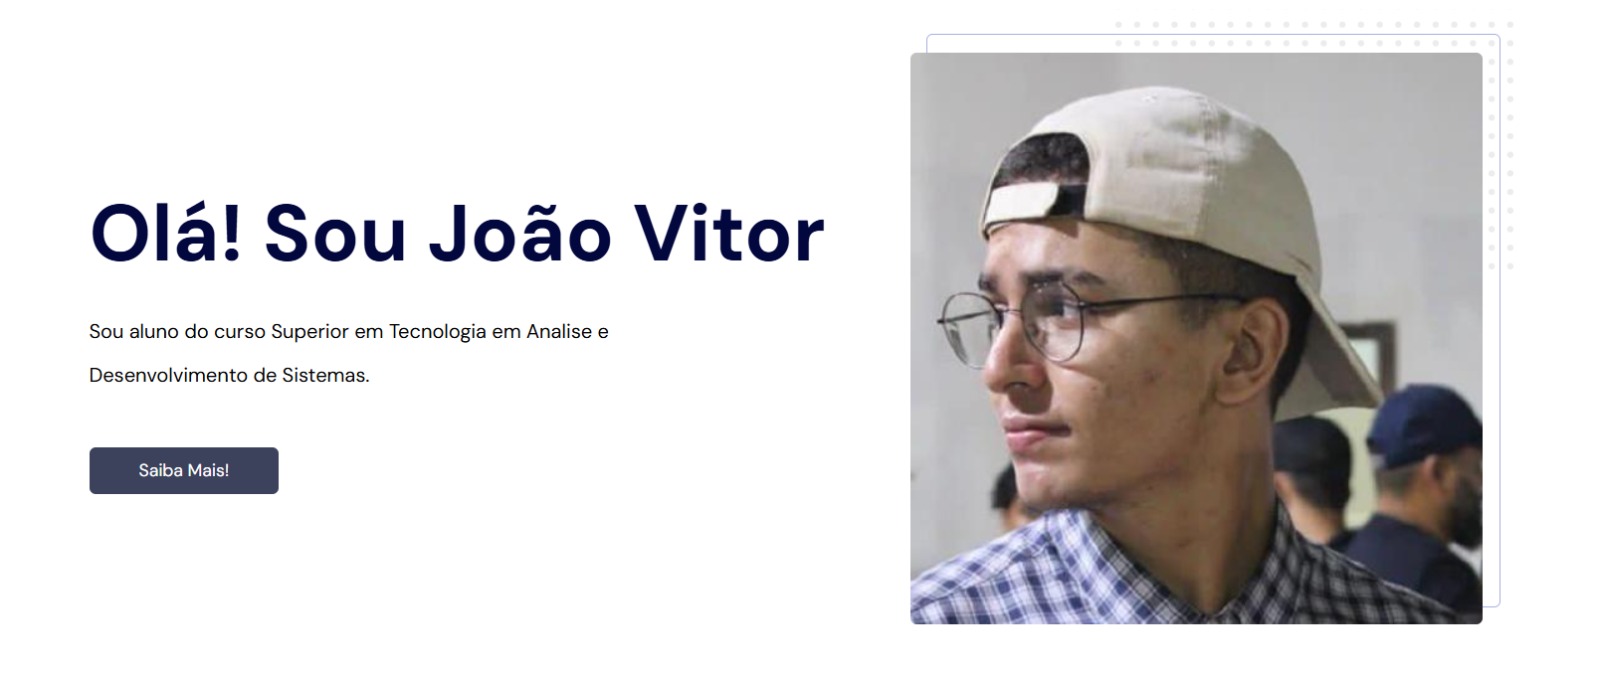 Olá! Sou João Vitor
Sou aluno do curso Superior em Tecnologia em Analise e
Desenvolvimento de Sistemas.
Saiba Mais!